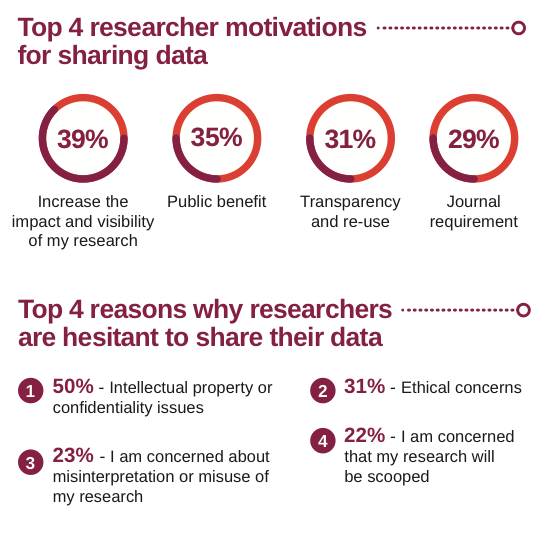 Top 4 researcher motivations
for sharing data
39%
35%
31%
29%
Increase the
impact and visibility
of my research
Public benefit
Transparency
and re-use
Journal
requirement
Top 4 reasons why researchers
are hesitant to share their data
1 50% - Intellectual property or
confidentiality issues
2 31% - Ethical concerns
3 23% - I am concerned about
misinterpretation or misuse of
my research
4 22% - I am concerned
that my research will
be scooped